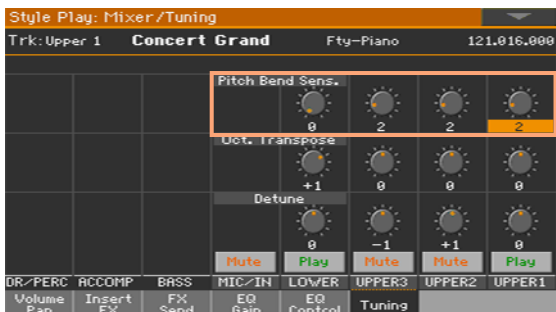 Style Play: Mixer/Tuning
Trk: Upper 1 Concert Grand Fty-Piano 121.016.000
Pitch Bend Sens.
0 2 2 2
Oct. Transpose
+1 0 0 0
Detune
0 -1 +1 0
Mute Play Mute Mute Play
DR/PERC ACCOMP BASS MIC/IN LOWER UPPER3 UPPER2 UPPER1
Volume Insert FX EQ EQ Tuning
Pan FX Send Gain Control